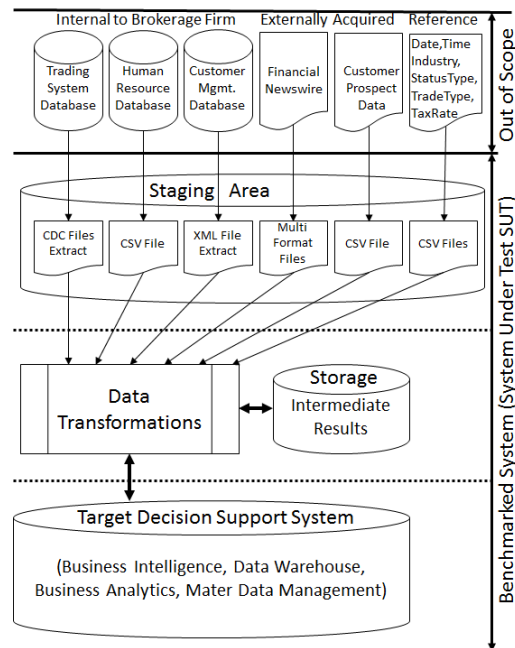 Internal to Brokerage Firm
Externally Acquired
Reference
Trading
System
Database
Human
Resource
Database
Customer
Mgmt.
Database
Financial
Newswire
Customer
Prospect
Data
Date,Time
Industry,
StatusType,
TradeType,
TaxRate
Out of Scope
Staging Area
CDC Files
Extract
CSV File
XML File
Extract
Multi
Format
Files
CSV File
CSV Files
Data
Transformations
Storage
Intermediate
Results
Target Decision Support System
(Business Intelligence, Data Warehouse,
Business Analytics, Mater Data Management)
Benchmarked System (System Under Test SUT)